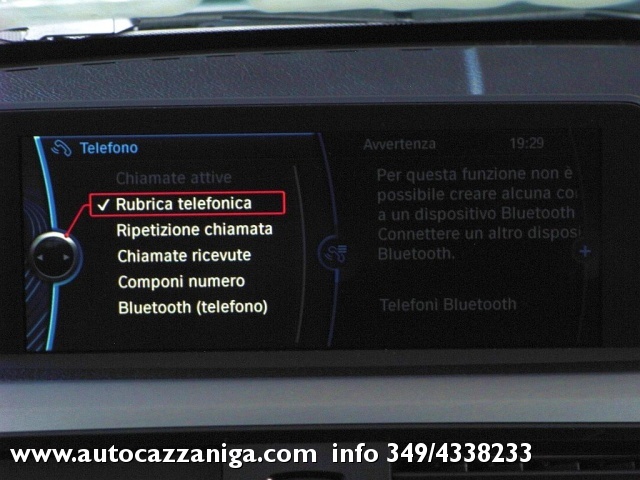 Telefono
Chiamate attive
Rubrica telefonica
Ripetizione chiamata
Chiamate ricevute
Componi numero
Bluetooth (telefono)
Avvertenza 19:29
Per questa funzione non è
possibile creare alcuna
a un dispositivo Bluetooth
Connettere un altro dispos
Bluetooth.
Telefoni Bluetooth
www.autocazzaniga.com info 349/4338233